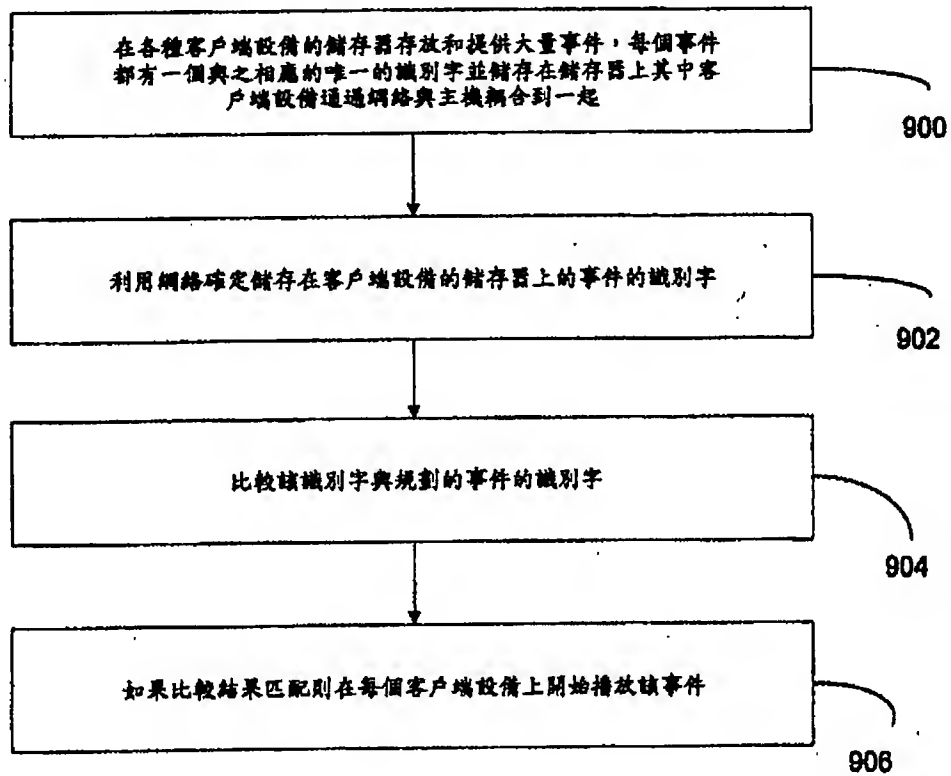 在各種客戶端設備的儲存器存放和提供大量事件，每個事件
都有一個與之相應的唯一的識別字並儲存在儲存器上其中客
戶端設備通過網絡與主機耦合到一起
900
利用網絡確定儲存在客戶端設備的儲存器上的事件的識別字
902
比較該識別字與規劃的事件的識別字
904
如果比較結果匹配則在每個客戶端設備上開始播放該事件
906